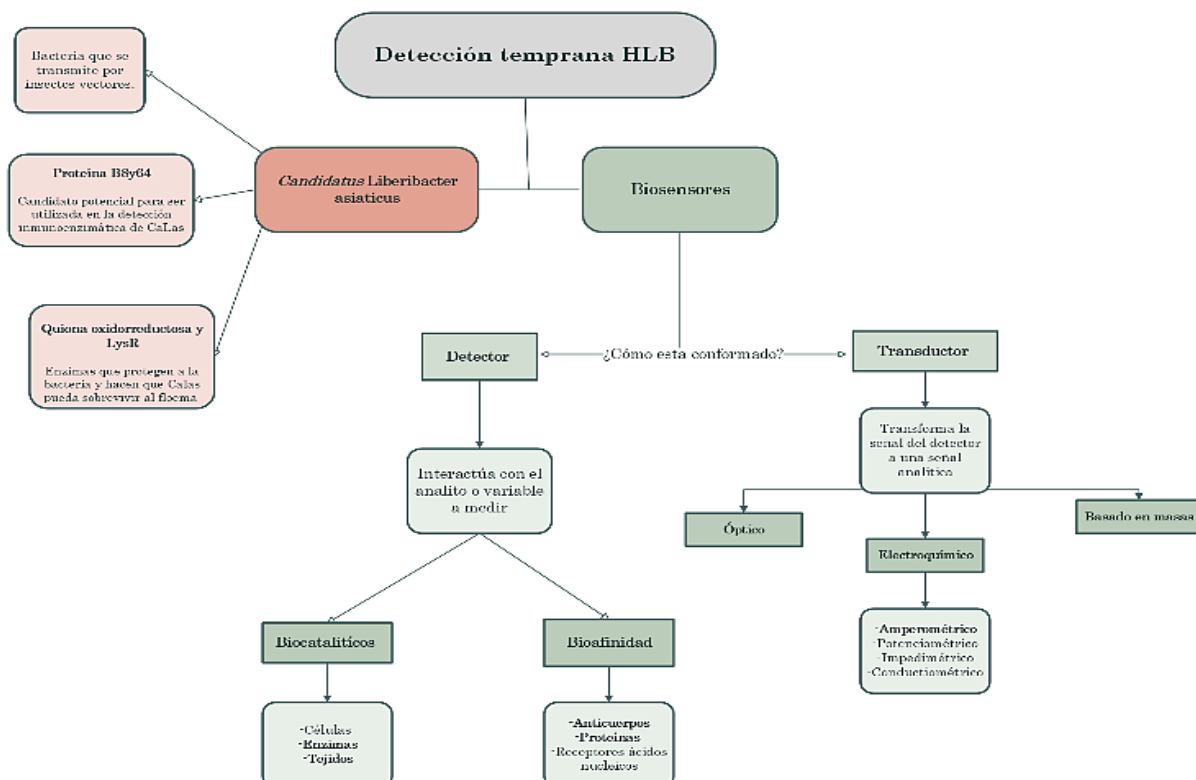 Detección temprana HLB
Bacteria que se
transmite por
insectos vectores.
Proteína B8y64
Candidato potencial para ser
utilizada en la detección
inmunoenzimática de CaLas
Candidatus Liberibacter
asiaticus
Biosensores
Quiona oxidorreductosa y
LysR
Enzimas que protegen a la
bacteria y hacen que Calas
pueda sobrevivir al floema
Detector
¿Cómo esta conformado?
Transductor
Interactúa con el
analito o variable
a medir
Transforma la
señal del detector
a una señal
analítica
Óptico
Basado en masas
Electroquímico
Biocatalitícos
Bioafinidad
-Amperométrico
-Potenciamétrico
-Impedimétrico
-Conductiométrico
-Células
-Enzimas
-Tojidos
-Anticuerpos
-Proteínas
-Receptores ácidos
nucleicos